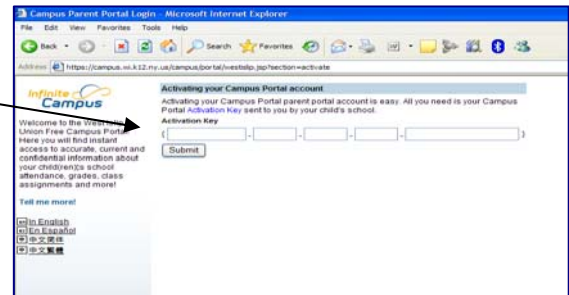 Campus Parent Portal Login - Microsoft Internet Explorer
File Edit View Favorites Tools Help
Back Search Favorites
Address https://campus.wi.k12.ny.us/campus/portal/westislip.jsp?section=activate
Infinite Campus
Welcome to the West Islip
Union Free Campus Portal.
Here you will find instant
access to accurate, current and
confidential information about
your child(ren)'s school
attendance, grades, class
assignments and more!
Tell me more!
In English
En Español
中文简体
中文繁體
Activating your Campus Portal account
Activating your Campus Portal parent portal account is easy. All you need is your Campus
Portal Activation Key sent to you by your child's school.
Activation Key
{ - - - - }
Submit